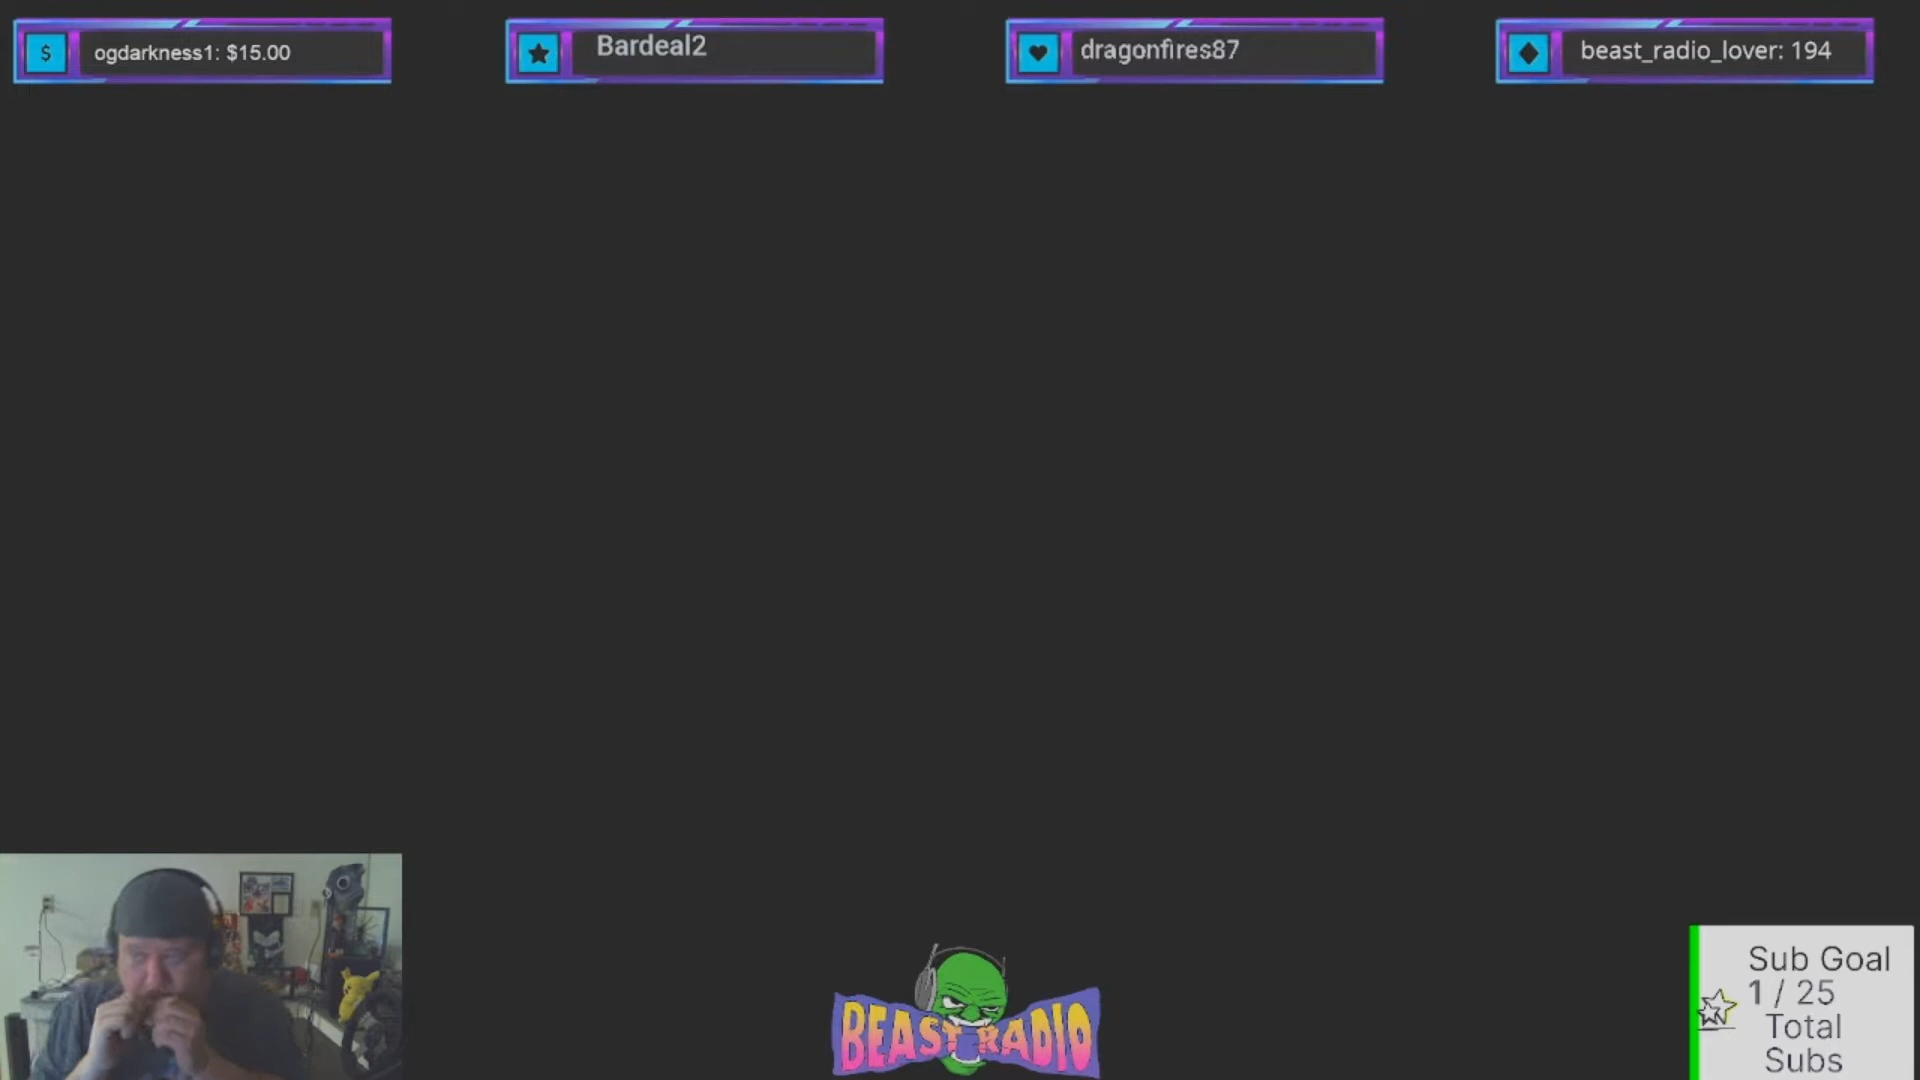 $
ogdarkness1: $15.00
Bardeal2
dragonfires87
beast_radio_lover: 194
BEAST RADIO
Sub Goal
1 / 25
Total
Subs